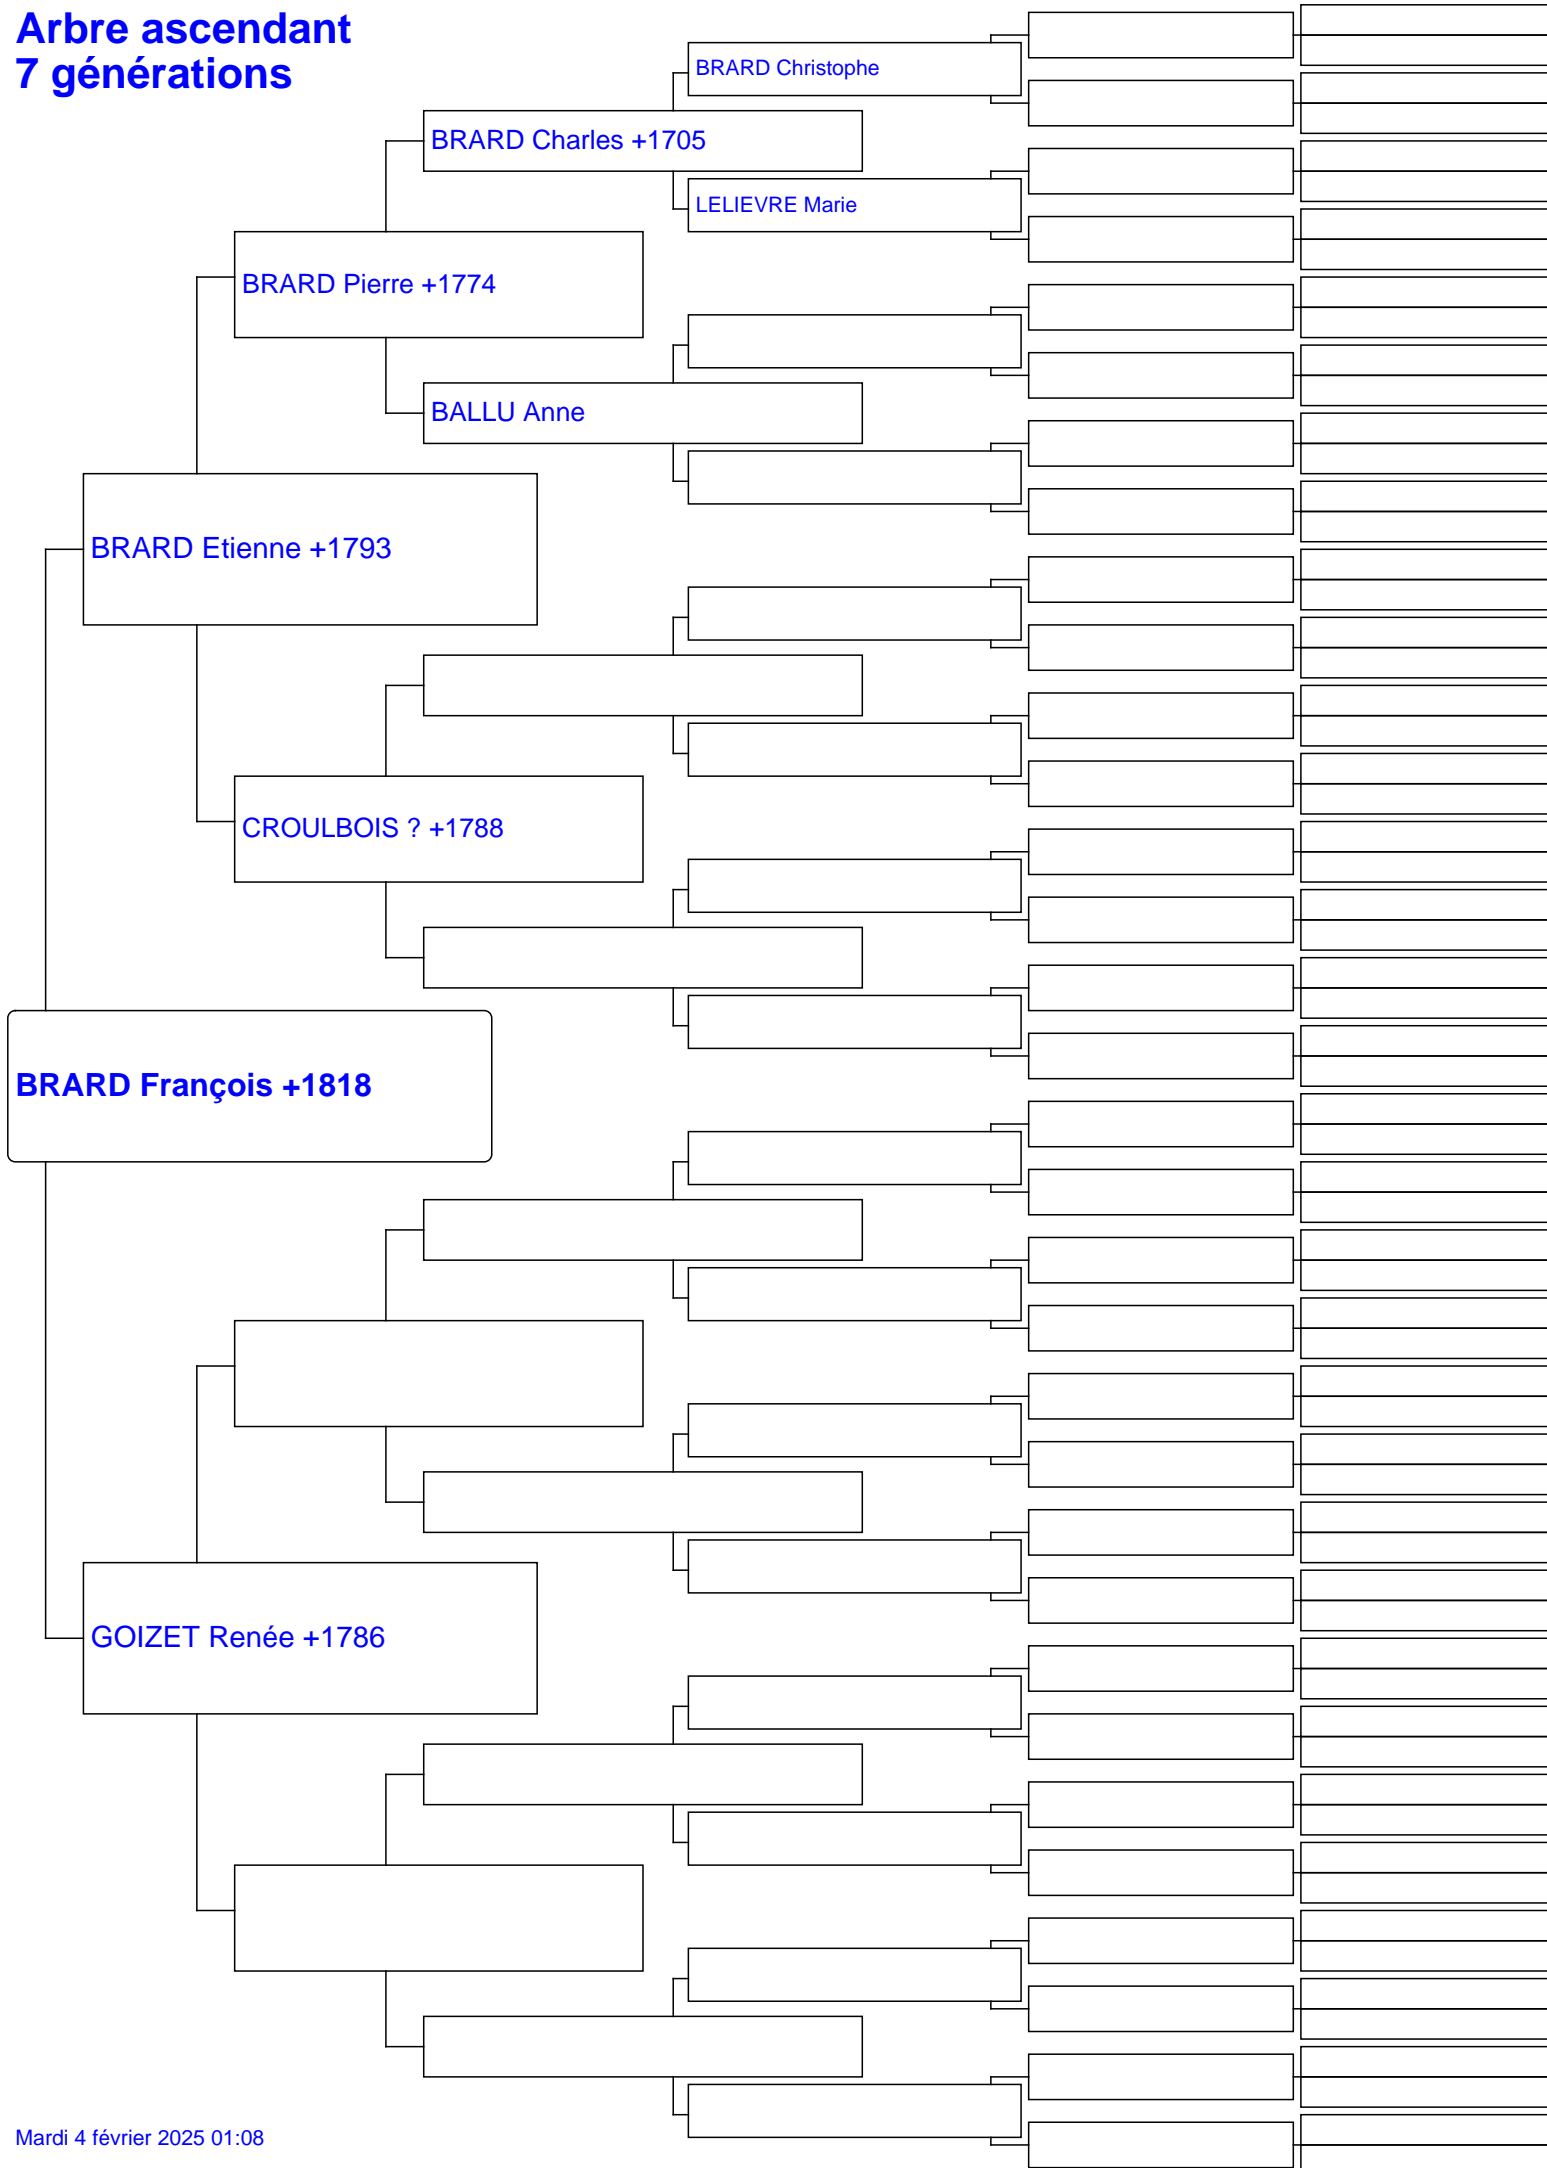 Arbre ascendant
7 générations
BRARD Christophe
BRARD Charles +1705
LELIEVRE Marie
BRARD Pierre +1774
BALLU Anne
BRARD Etienne +1793
CROULBOIS ? +1788
BRARD François +1818
GOIZET Renée +1786
Mardi 4 février 2025 01:08